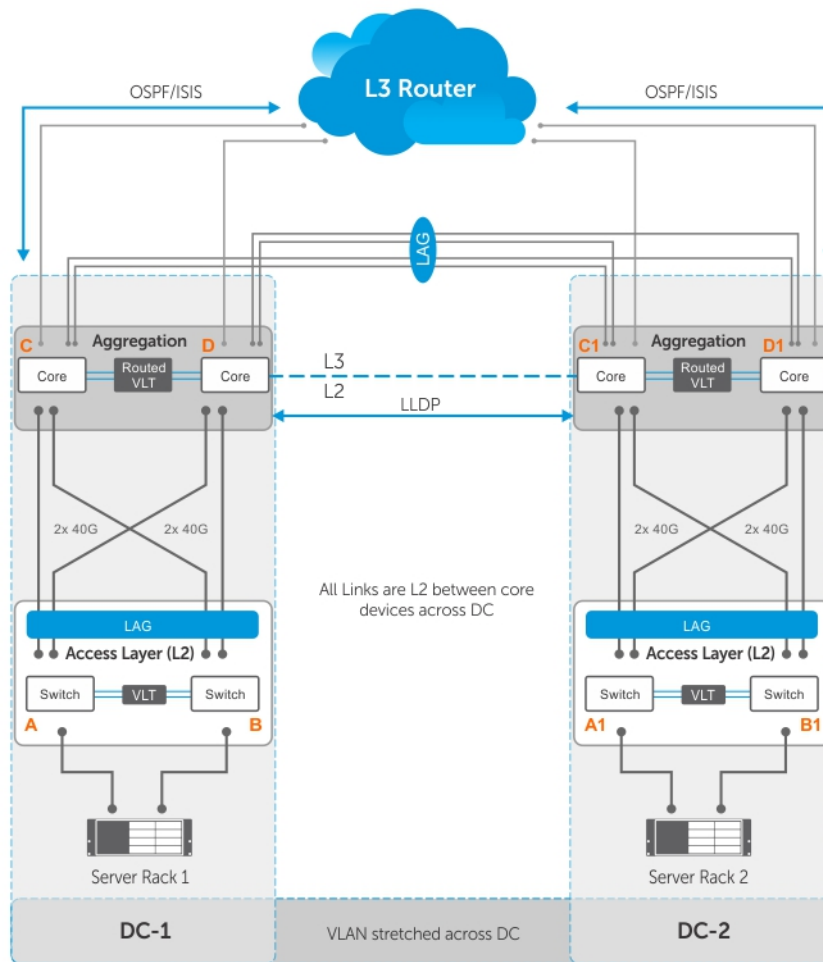 OSPF/ISIS
L3 Router
OSPF/ISIS
LAG
C
Aggregation
D
C1
Aggregation
D1
Core
Routed
VLT
Core
L3
L2
Core
Routed
VLT
Core
LLDP
2x 40G
2x 40G
2x 40G
2x 40G
All Links are L2 between core
devices across DC
LAG
Access Layer (L2)
LAG
Access Layer (L2)
Switch
VLT
Switch
Switch
VLT
Switch
A
B
A1
B1
Server Rack 1
Server Rack 2
DC-1
VLAN stretched across DC
DC-2